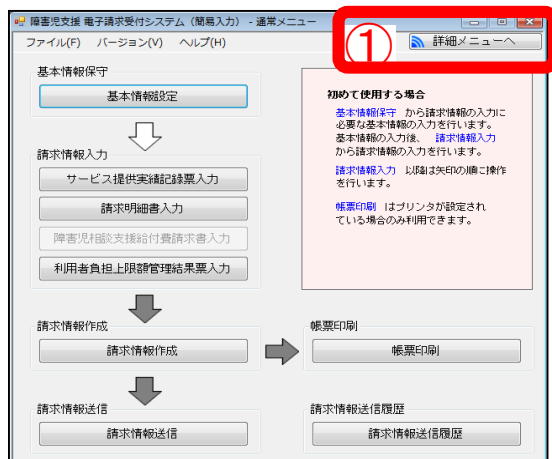 障害児支援 電子請求受付システム（簡易入力） - 通常メニュー
ファイル(F) バージョン(V) ヘルプ(H)
①
詳細メニューへ
基本情報保守
基本情報設定
初めて使用する場合
基本情報保守 から請求情報の入力に
必要な基本情報の入力を行います。
基本情報の入力後、 請求情報入力
から請求情報の入力を行います。
請求情報入力 以降は矢印の順に操作
を行います。
帳票印刷 はプリンタが設定され
ている場合のみ利用できます。
請求情報入力
サービス提供実績記録票入力
請求明細書入力
障害児相談支援給付費請求書入力
利用者負担上限額管理結果票入力
請求情報作成
請求情報作成
帳票印刷
帳票印刷
請求情報送信
請求情報送信
請求情報送信履歴
請求情報送信履歴